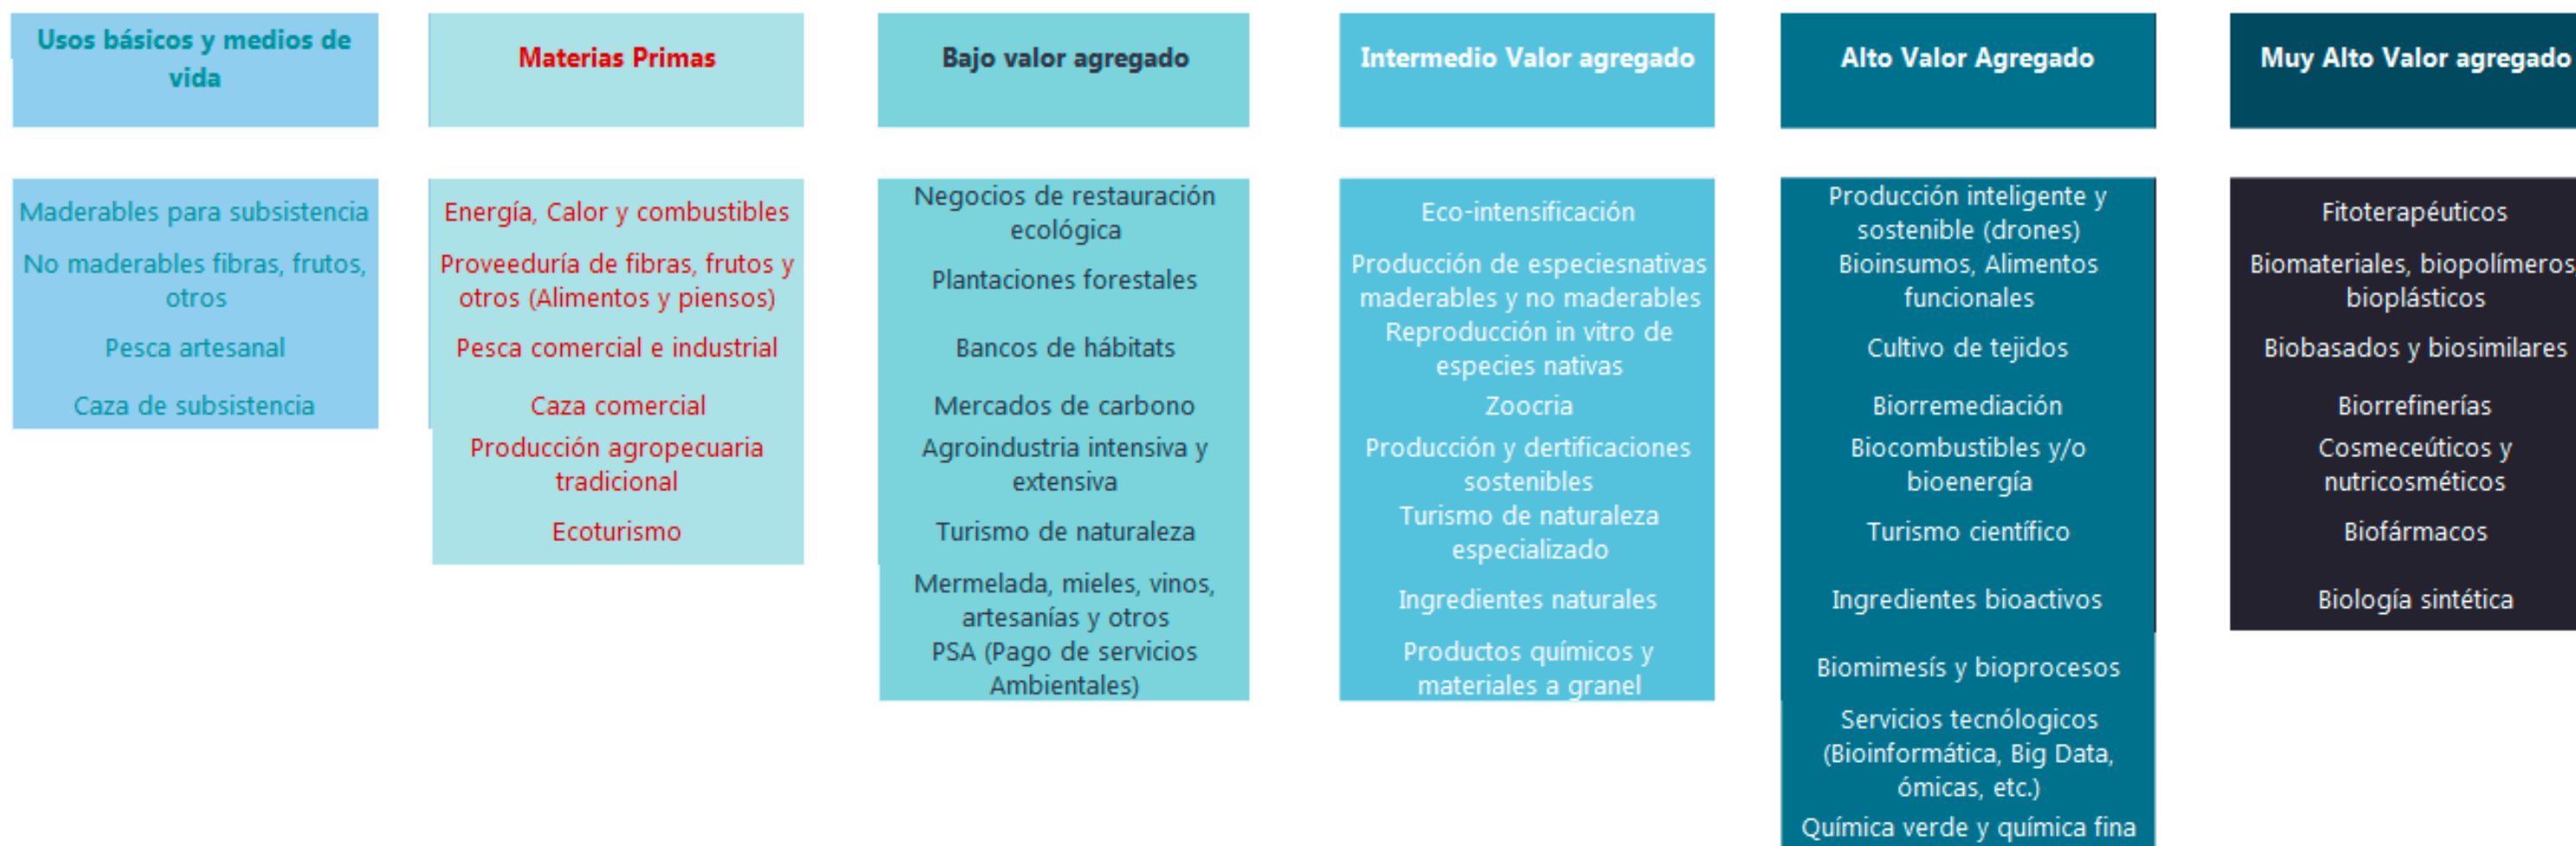 Usos básicos y medios de
vida
Materias Primas
Bajo valor agregado
Intermedio Valor agregado
Alto Valor Agregado
Muy Alto Valor agregado
Maderables para subsistencia
No maderables fibras, frutos,
otros
Pesca artesanal
Caza de subsistencia
Energía, Calor y combustibles
Proveeduría de fibras, frutos y
otros (Alimentos y piensos)
Pesca comercial e industrial
Caza comercial
Producción agropecuaria
tradicional
Ecoturismo
Negocios de restauración
ecológica
Plantaciones forestales
Bancos de hábitats
Mercados de carbono
Agroindustria intensiva y
extensiva
Turismo de naturaleza
Mermelada, mieles, vinos,
artesanías y otros
PSA (Pago de servicios
Ambientales)
Eco-intensificación
Producción de especiesnativas
maderables y no maderables
Reproducción in vitro de
especies nativas
Zoocria
Producción y dertificaciones
sostenibles
Turismo de naturaleza
especializado
Ingredientes naturales
Productos químicos y
materiales a granel
Producción inteligente y
sostenible (drones)
Bioinsumos, Alimentos
funcionales
Cultivo de tejidos
Biorremediación
Biocombustibles y/o
bioenergía
Turismo científico
Ingredientes bioactivos
Biomimesís y bioprocesos
Servicios tecnólogicos
(Bioinformática, Big Data,
ómicas, etc.)
Química verde y química fina
Fitoterapéuticos
Biomateriales, biopolímeros
bioplásticos
Biobasados y biosimilares
Biorrefinerías
Cosmeceúticos y
nutricosméticos
Biofármacos
Biología sintética